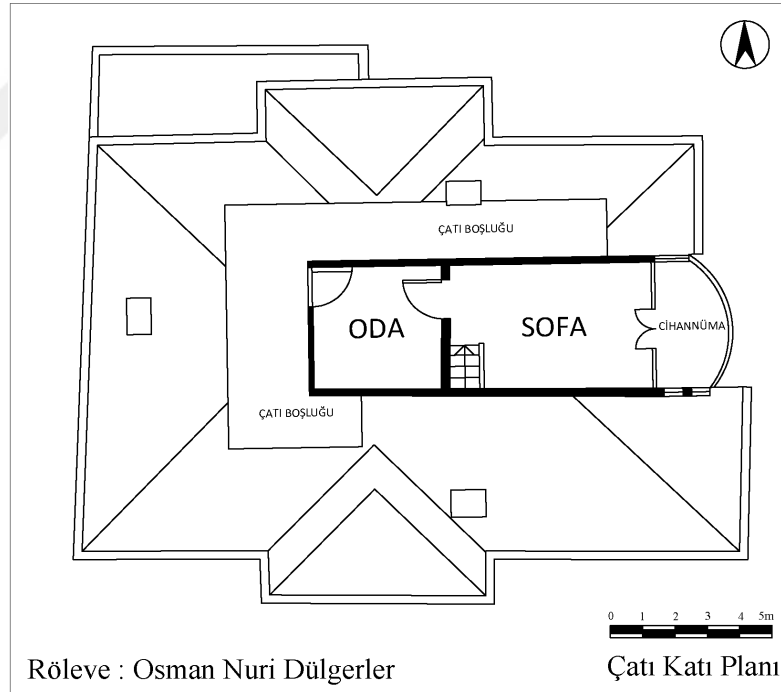 ÇATI BOŞLUĞU
ODA
SOFA
CİHANNÜMA
ÇATI BOŞLUĞU
0 1 2 3 4 5m
Röleve : Osman Nuri Dülgerler
Çatı Katı Planı